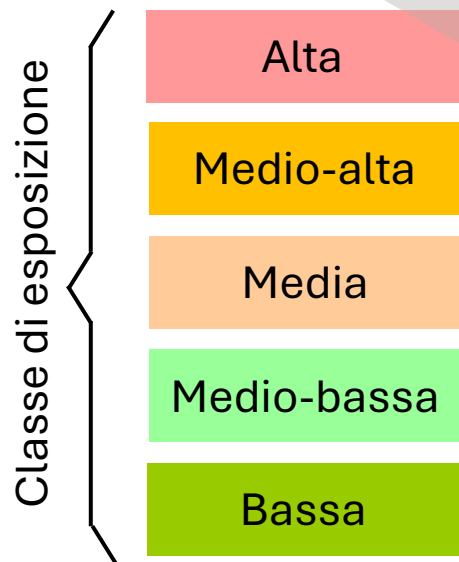 Classe di esposizione
Alta
Medio-alta
Media
Medio-bassa
Bassa